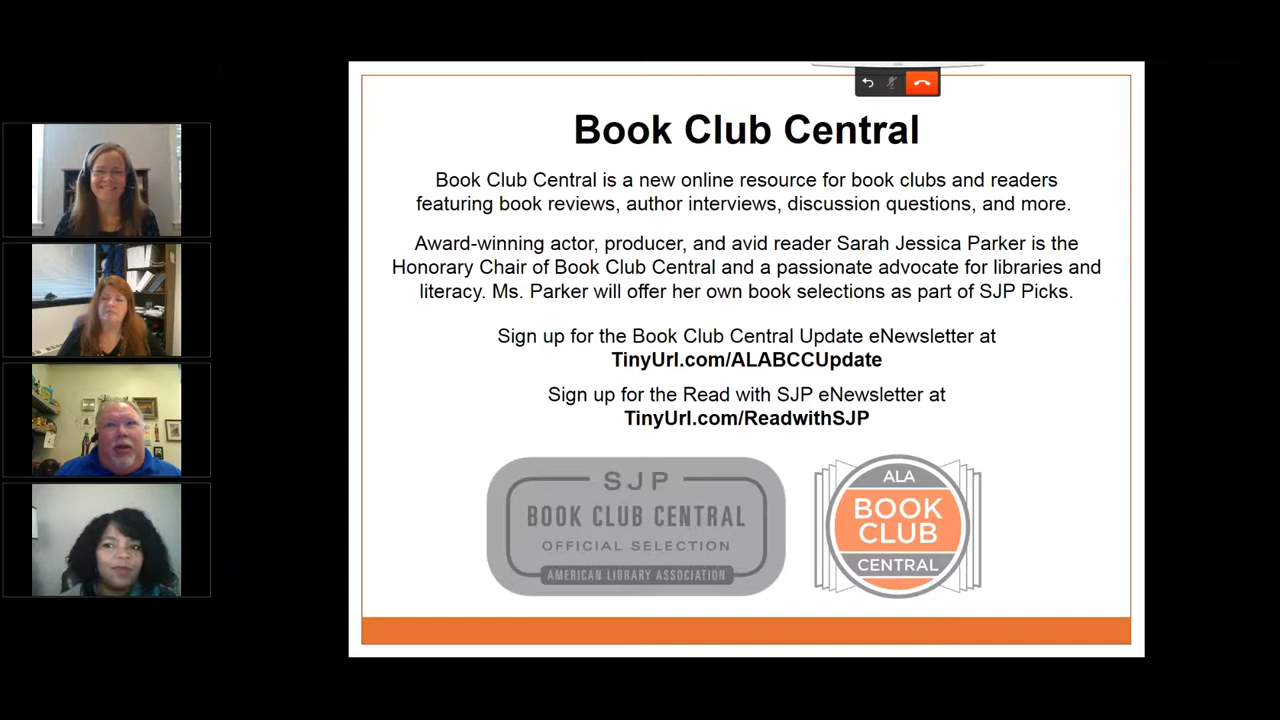 Book Club Central
Book Club Central is a new online resource for book clubs and readers
featuring book reviews, author interviews, discussion questions, and more.
Award-winning actor, producer, and avid reader Sarah Jessica Parker is the
Honorary Chair of Book Club Central and a passionate advocate for libraries and
literacy. Ms. Parker will offer her own book selections as part of SJP Picks.
Sign up for the Book Club Central Update eNewsletter at
TinyUrl.com/ALABCCUpdate
Sign up for the Read with SJP eNewsletter at
TinyUrl.com/ReadwithSJP
SJP
BOOK CLUB CENTRAL
OFFICIAL SELECTION
AMERICAN LIBRARY ASSOCIATION
ALA
BOOK
CLUB
CENTRAL